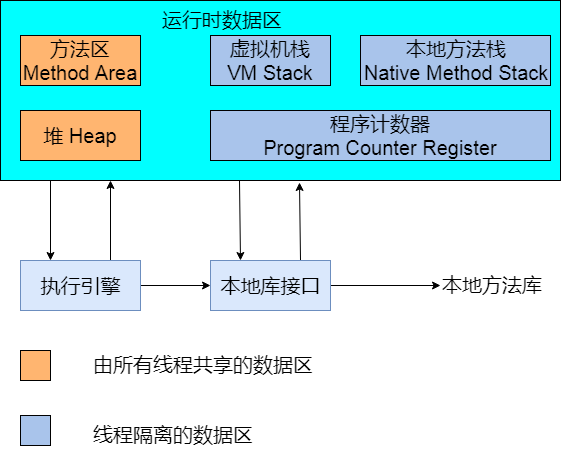 运行时数据区
方法区
Method Area
虚拟机栈
VM Stack
本地方法栈
Native Method Stack
堆 Heap
程序计数器
Program Counter Register
执行引擎
本地库接口
本地方法库
由所有线程共享的数据区
线程隔离的数据区